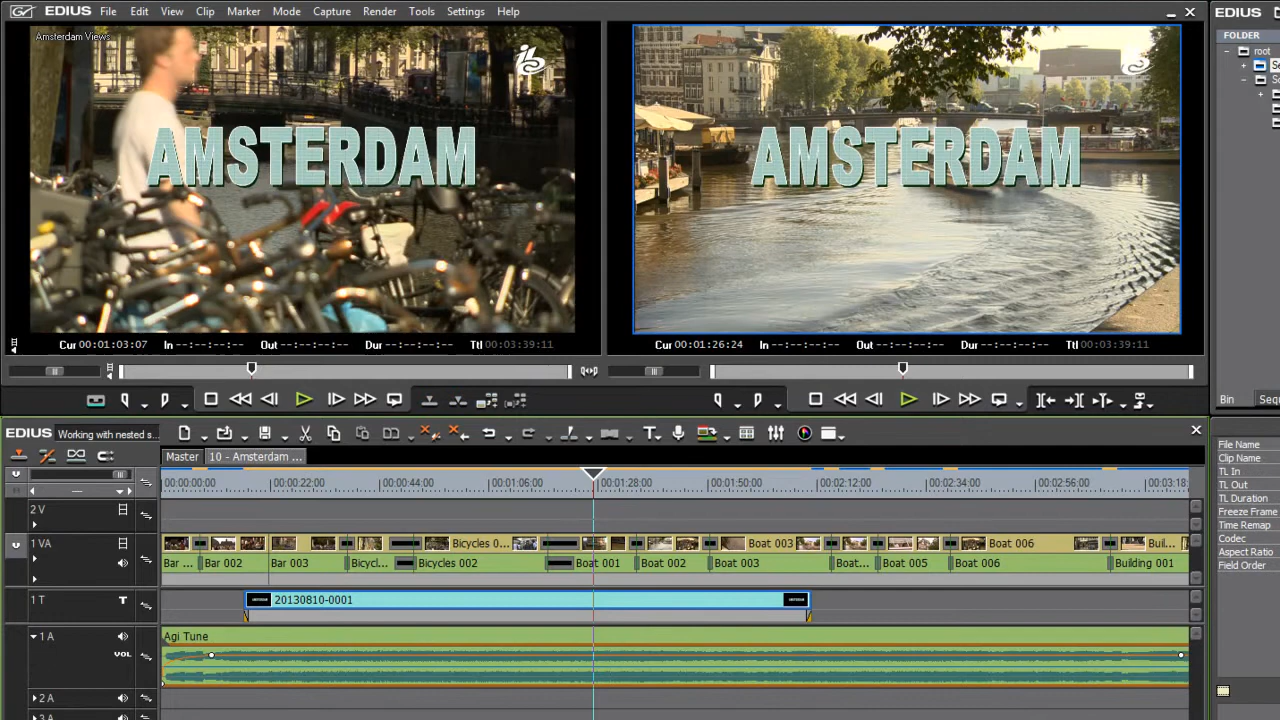 EDIUS File Edit View Clip Marker Mode Capture Render Tools Settings Help
EDIUS
FOLDER
root
Amsterdam Views
AMSTERDAM
AMSTERDAM
Cur 00:01:03:07 In --:--:--:-- Out --:--:--:-- Dur --:--:--:-- Ttl 00:03:39:11
Cur 00:01:26:24 In --:--:--:-- Out --:--:--:-- Dur --:--:--:-- Ttl 00:03:39:11
Bin Sequ
EDIUS Working with nested s...
Master 10 - Amsterdam ...
00:00:00:00 00:00:22:00 00:00:44:00 00:01:06:00 00:01:28:00 00:01:50:00 00:02:12:00 00:02:34:00 00:02:56:00 00:03:18:
2 V
1 VA Bicycles 0... Boat 003 Boat 006 Buil...
Bar ... Bar 002 Bar 003 Bicycl... Bicycles 002 Boat 001 Boat 002 Boat 003 Boat... Boat 005 Boat 006 Building 001
1 T T 20130810-0001
1 A Agi Tune
VOL
2 A
3 A
File Name
Clip Name
TL In
TL Out
TL Duration
Freeze Frame
Time Remap
Codec
Aspect Ratio
Field Order